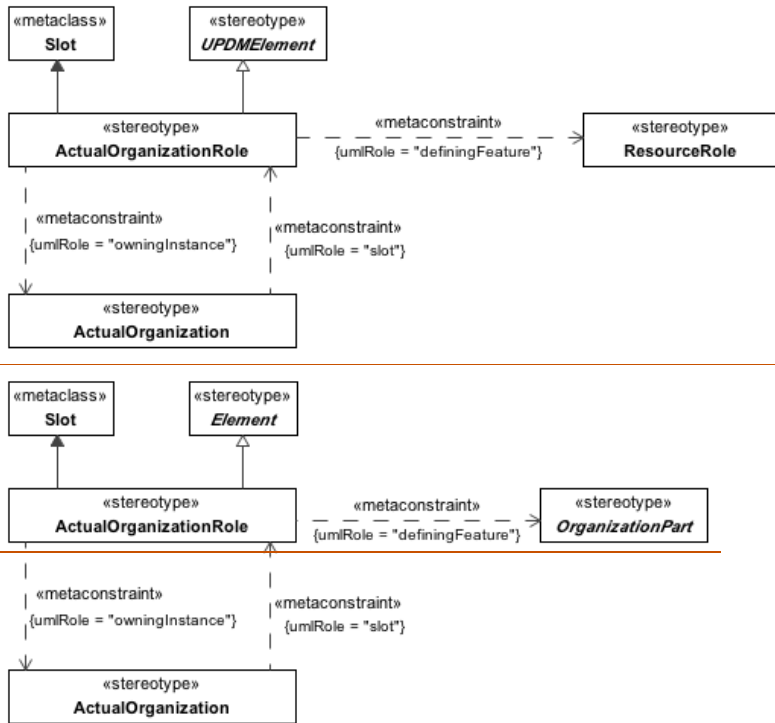 «metaclass»
Slot
«stereotype»
UPDMElement
«stereotype»
ActualOrganizationRole
«metaconstraint»
{umlRole = "definingFeature"}
«stereotype»
ResourceRole
«metaconstraint»
{umlRole = "owningInstance"}
«metaconstraint»
{umlRole = "slot"}
«stereotype»
ActualOrganization
«metaclass»
Slot
«stereotype»
Element
«stereotype»
ActualOrganizationRole
«metaconstraint»
{umlRole = "definingFeature"}
«stereotype»
OrganizationPart
«metaconstraint»
{umlRole = "owningInstance"}
«metaconstraint»
{umlRole = "slot"}
«stereotype»
ActualOrganization